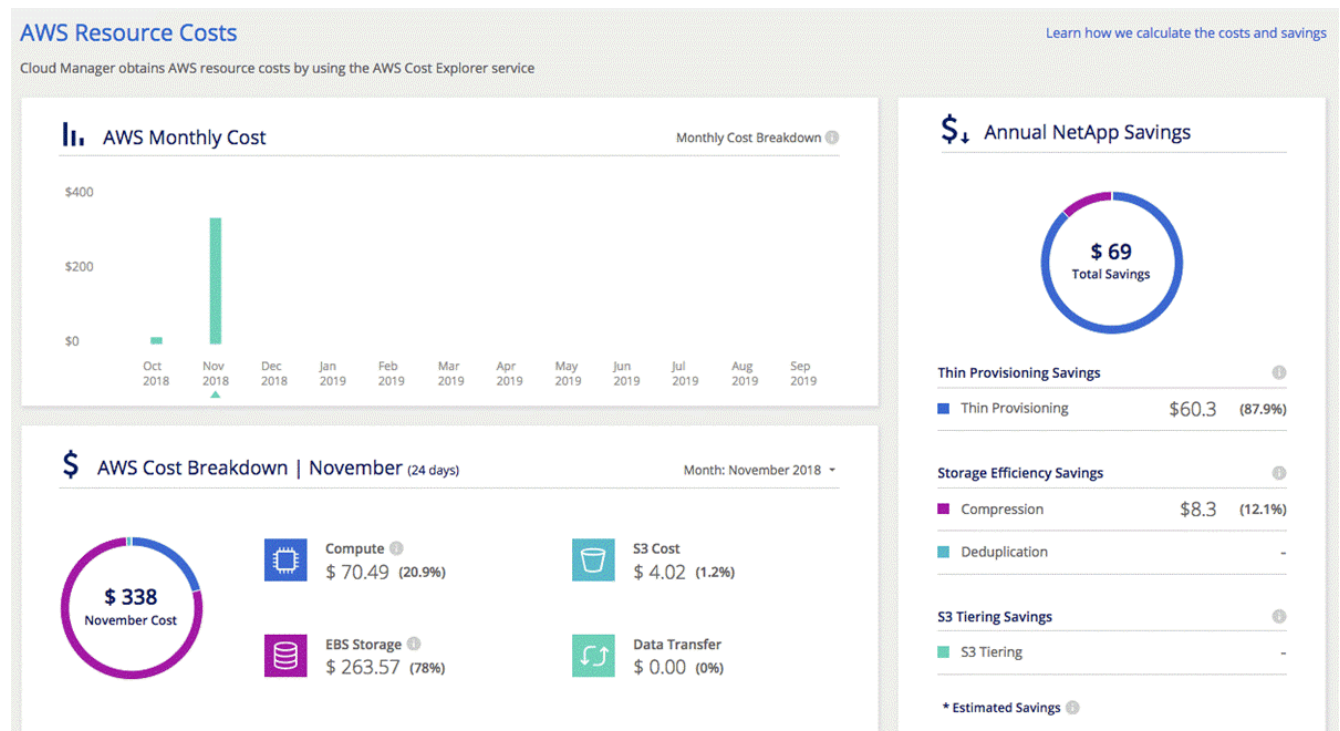 AWS Resource Costs
Learn how we calculate the costs and savings
Cloud Manager obtains AWS resource costs by using the AWS Cost Explorer service
AWS Monthly Cost
Monthly Cost Breakdown
$400
$200
$0
Oct 2018
Nov 2018
Dec 2018
Jan 2019
Feb 2019
Mar 2019
Apr 2019
May 2019
Jun 2019
Jul 2019
Aug 2019
Sep 2019
AWS Cost Breakdown | November (24 days)
Month: November 2018
$ 338
November Cost
Compute
$ 70.49 (20.9%)
S3 Cost
$ 4.02 (1.2%)
EBS Storage
$ 263.57 (78%)
Data Transfer
$ 0.00 (0%)
Annual NetApp Savings
$ 69
Total Savings
Thin Provisioning Savings
Thin Provisioning $60.3 (87.9%)
Storage Efficiency Savings
Compression $8.3 (12.1%)
Deduplication -
S3 Tiering Savings
S3 Tiering -
* Estimated Savings